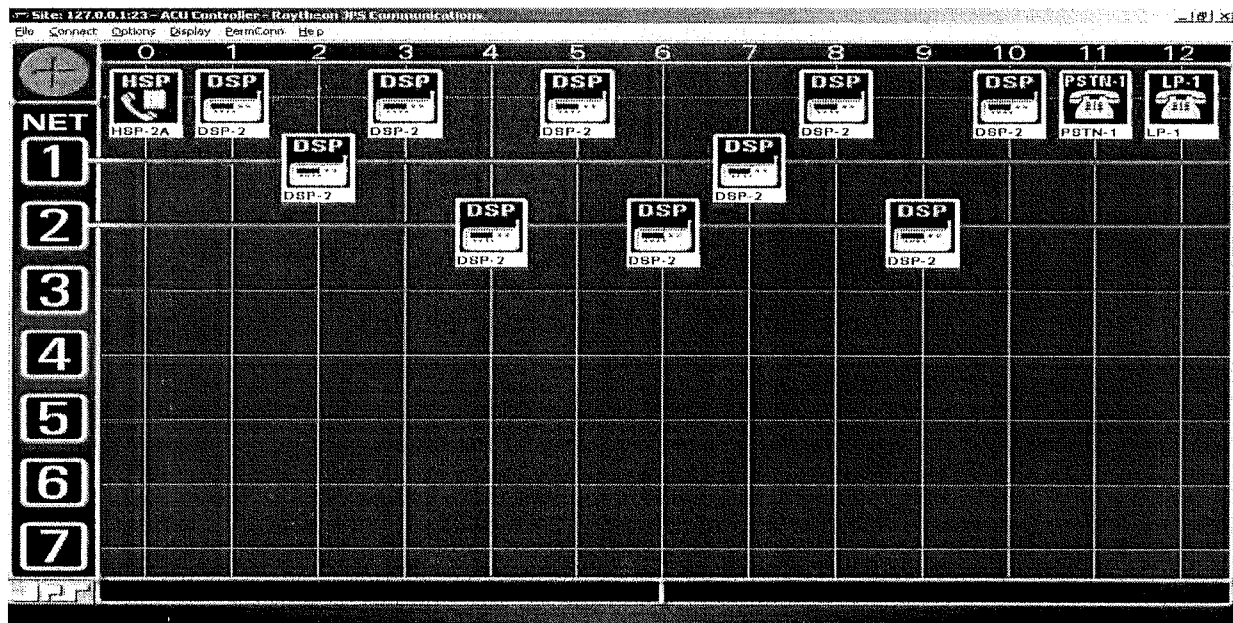 Site: 127.0.0.1:23 - ACU Controller - Raytheon JPS Communications
File Connect Options Display PermConn Help
0 1 2 3 4 5 6 7 8 9 10 11 12
HSP DSP DSP DSP DSP DSP PSTN-1 LP-1
HSP-2A DSP-2 DSP-2 DSP-2 DSP-2 DSP-2 PSTN-1 LP-1
NET
1 DSP DSP
DSP-2 DSP-2
2 DSP DSP DSP
DSP-2 DSP-2 DSP-2
3
4
5
6
7
JPS